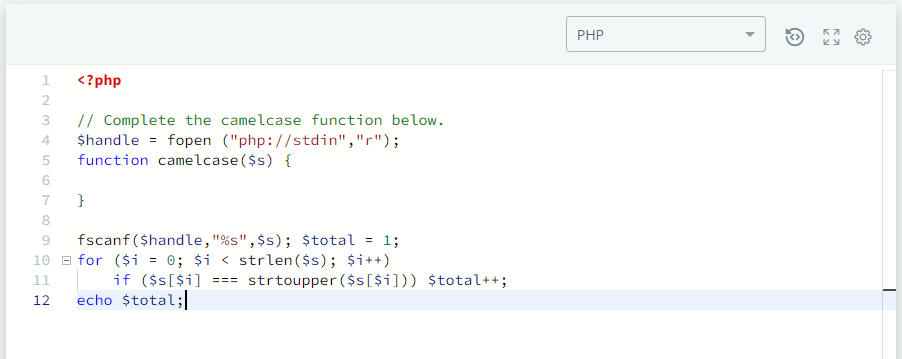 PHP
1 <?php
2
3 // Complete the camelcase function below.
4 $handle = fopen ("php://stdin","r");
5 function camelcase($s) {
6
7 }
8
9 fscanf($handle,"%s",$s); $total = 1;
10 for ($i = 0; $i < strlen($s); $i++)
11     if ($s[$i] === strtoupper($s[$i])) $total++;
12 echo $total;